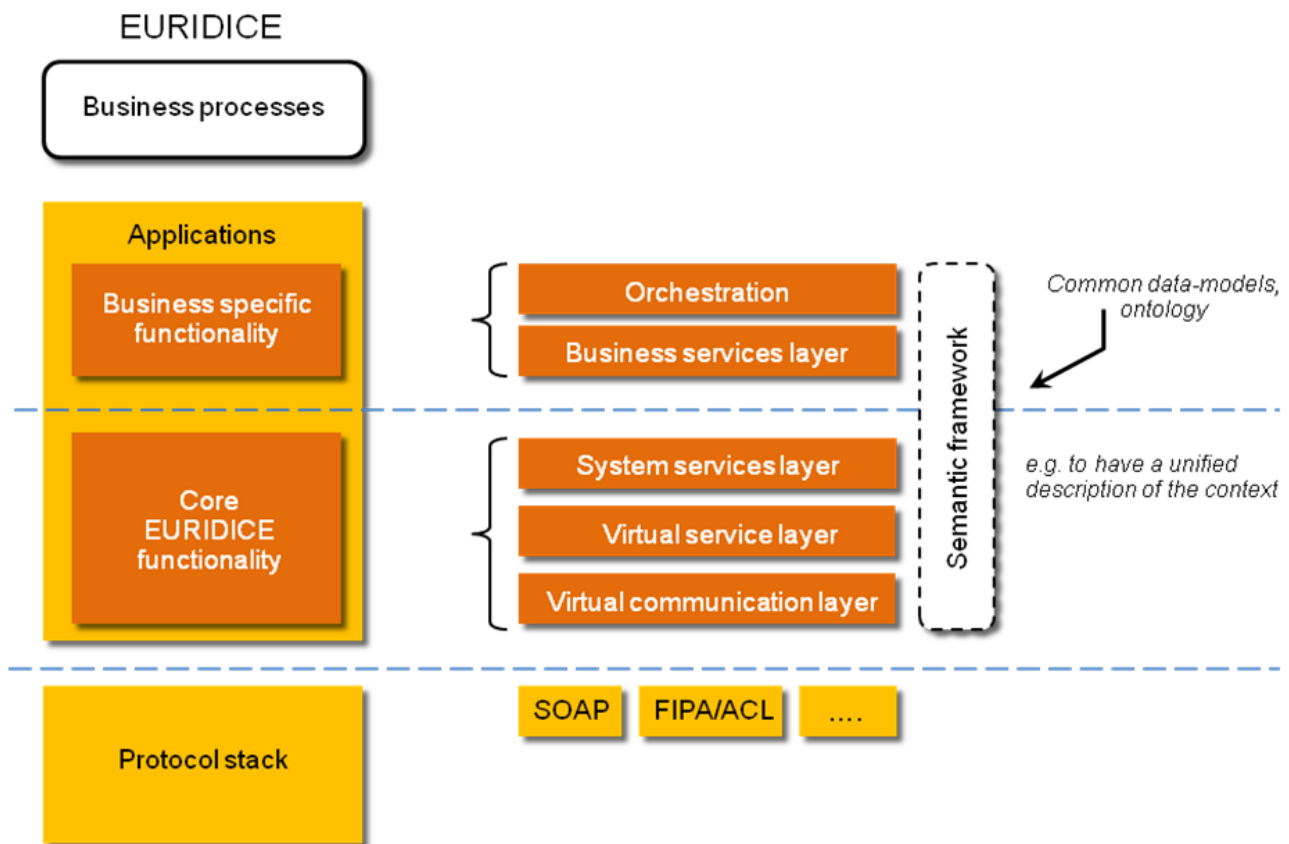 EURIDICE
Business processes
Applications
Business specific
functionality
Core
EURIDICE
functionality
Protocol stack
Orchestration
Business services layer
System services layer
Virtual service layer
Virtual communication layer
SOAP
FIPA/ACL
....
Semantic framework
Common data-models,
ontology
e.g. to have a unified
description of the context